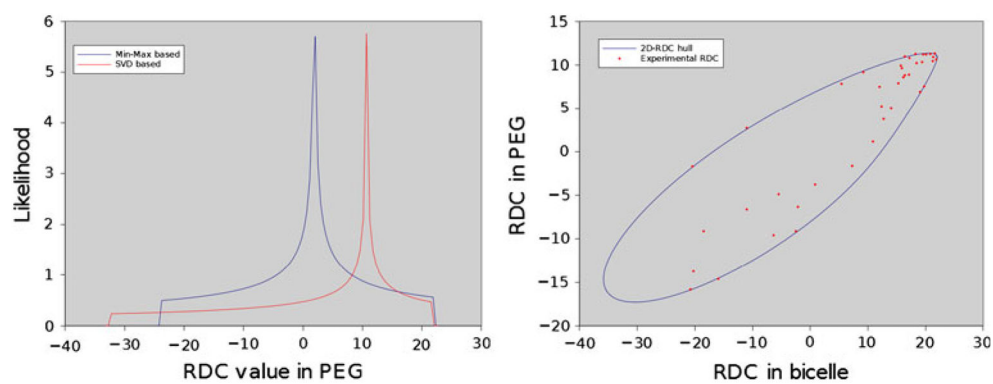 6
5
4
3
2
1
0
Likelihood
Min-Max based
SVD based
−40 −30 −20 −10 0 10 20 30
RDC value in PEG
15
10
5
0
−5
−10
−15
−20
RDC in PEG
2D-RDC hull
Experimental RDC
−40 −30 −20 −10 0 10 20 30
RDC in bicelle